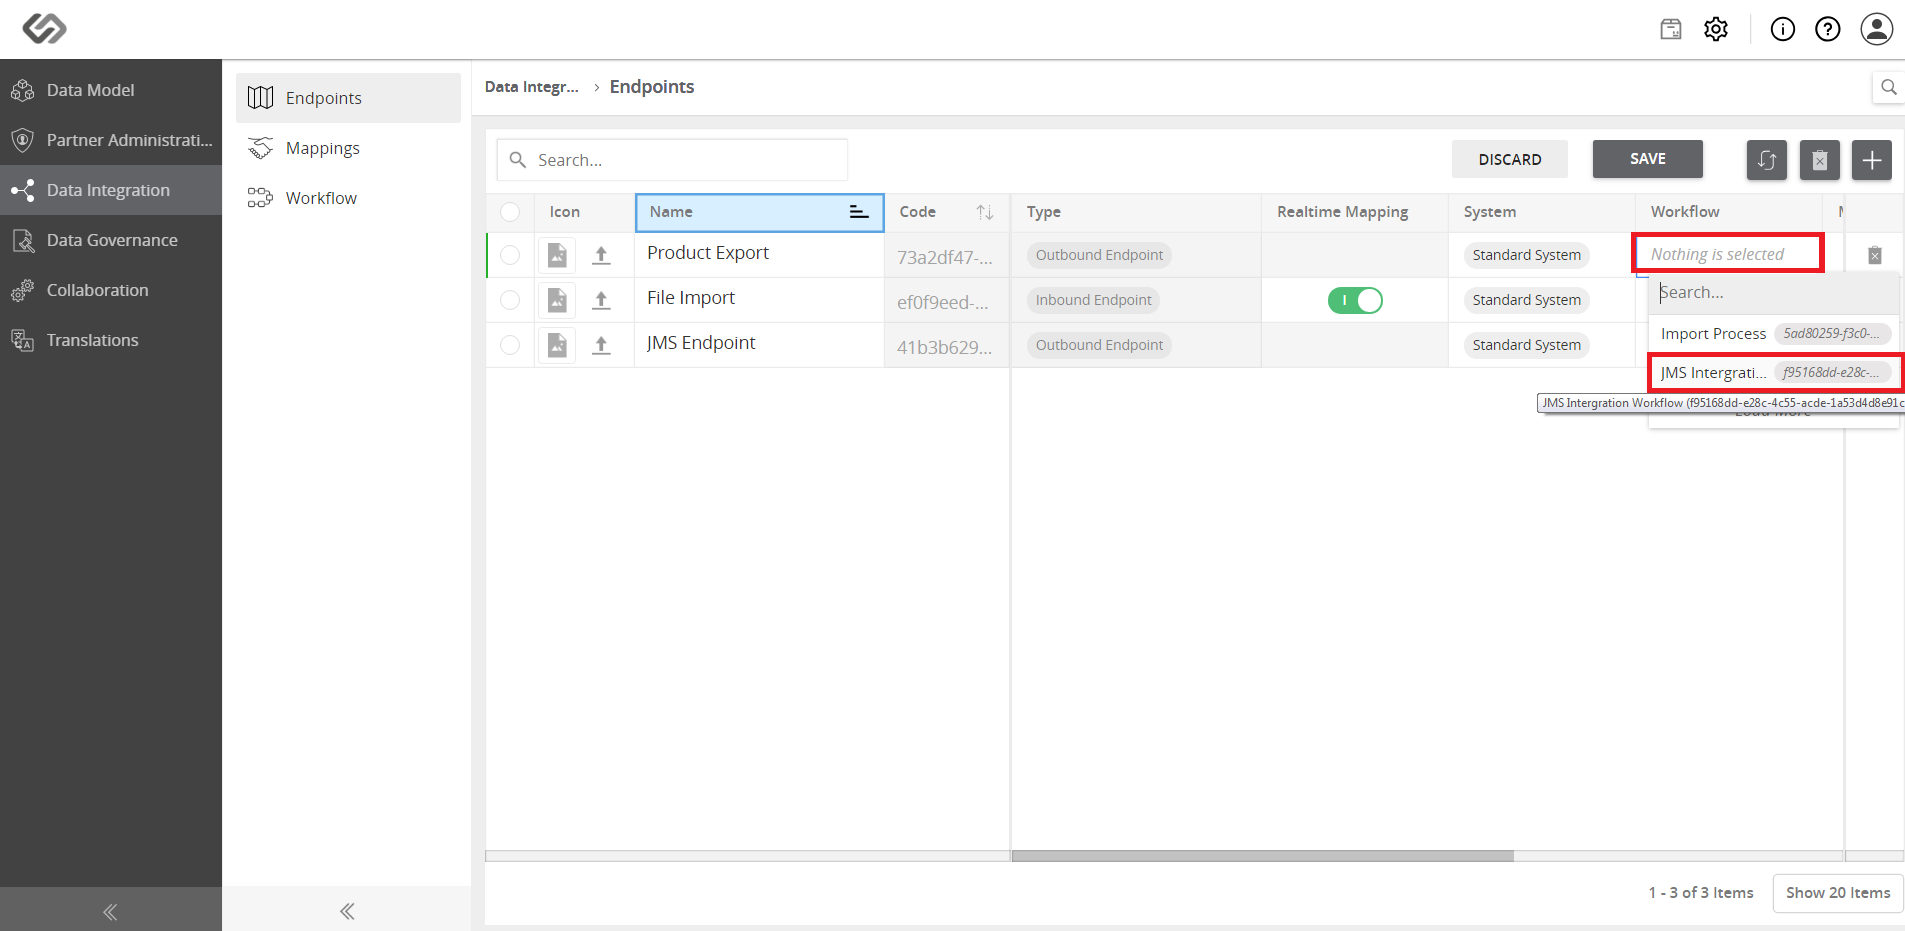 Data Model
Partner Administrati...
Data Integration
Data Governance
Collaboration
Translations
Endpoints
Mappings
Workflow
Data Integr... > Endpoints
Search...
DISCARD
SAVE
Icon Name Code Type Realtime Mapping System Workflow
Product Export 73a2df47-... Outbound Endpoint Standard System Nothing is selected
File Import ef0f9eed-... Inbound Endpoint Standard System
JMS Endpoint 41b3b629... Outbound Endpoint Standard System
Search...
Import Process 5ad80259-f3c0-...
JMS Intergrati... f95168dd-e28c-...
JMS Intergration Workflow (f95168dd-e28c-4c55-acde-1a53d4d8e91c
Load More
1 - 3 of 3 Items
Show 20 Items